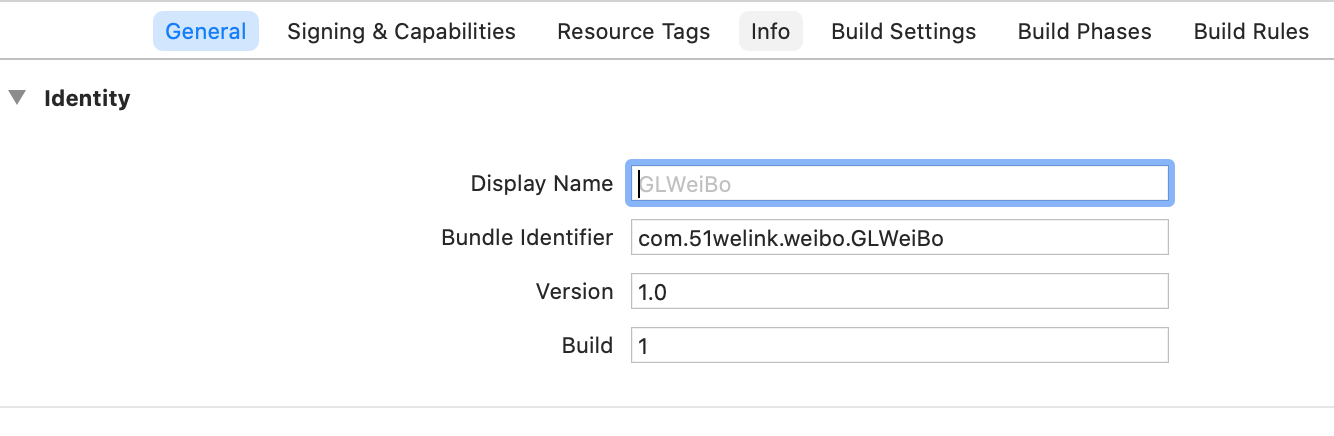 General Signing & Capabilities Resource Tags Info Build Settings Build Phases Build Rules
Identity
Display Name GLWeiBo
Bundle Identifier com.51welink.weibo.GLWeiBo
Version 1.0
Build 1